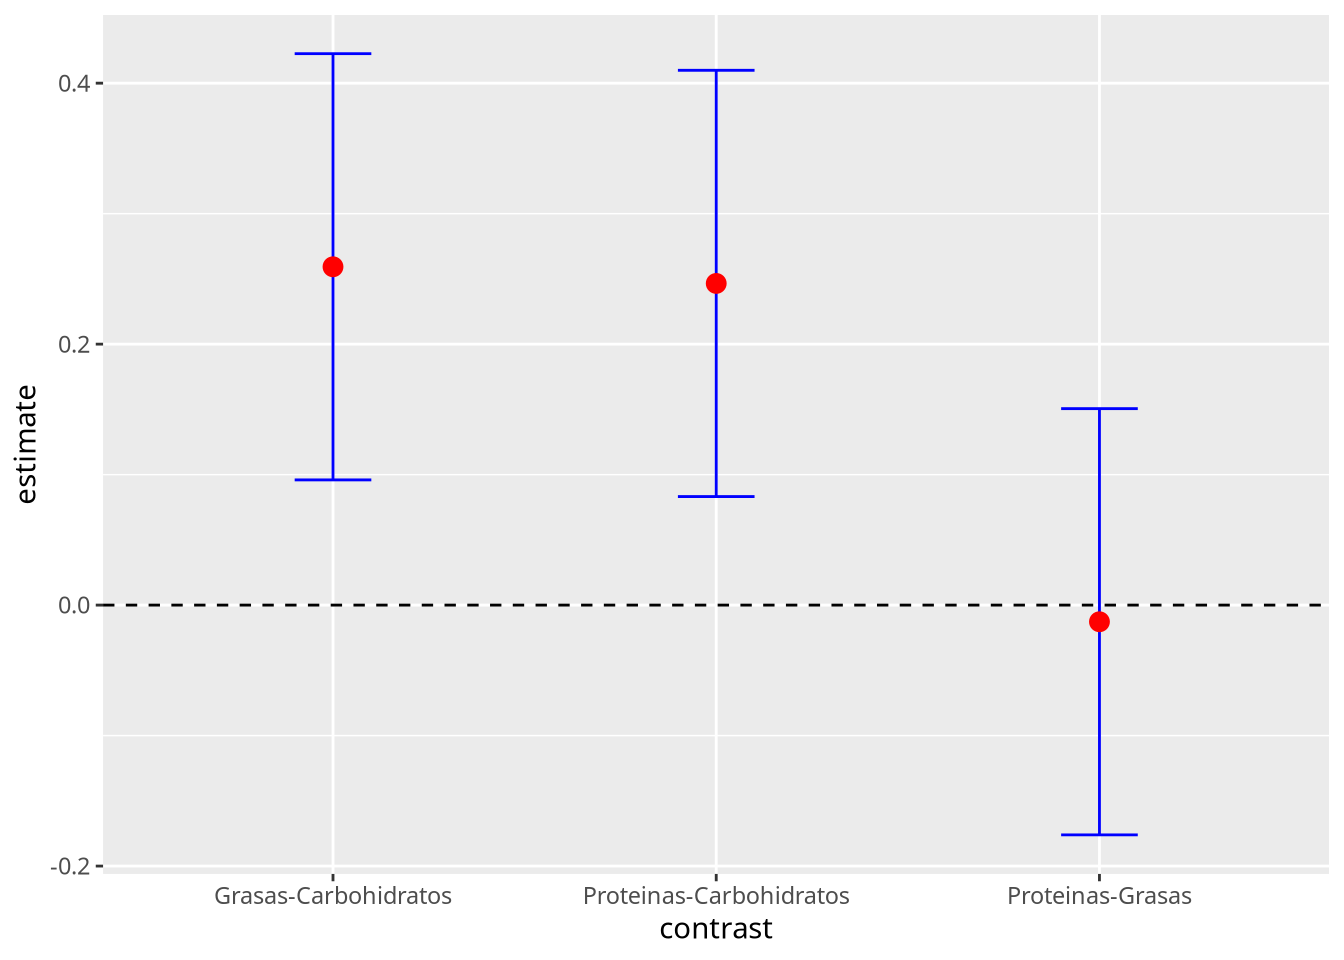 0.4
0.2
0.0
-0.2
estimate
Grasas-Carbohidratos
Proteinas-Carbohidratos
Proteinas-Grasas
contrast